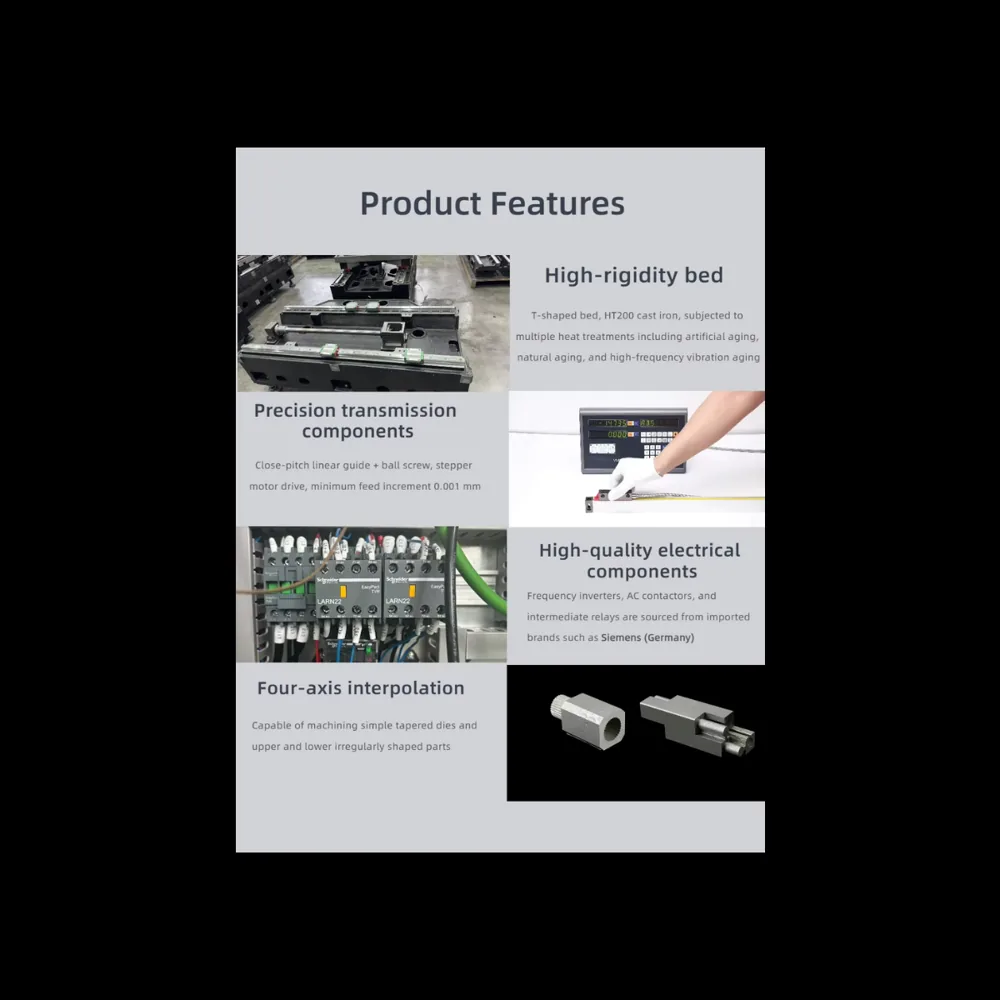 Product Features
High-rigidity bed
T-shaped bed, HT200 cast iron, subjected to
multiple heat treatments including artificial aging,
natural aging, and high-frequency vibration aging
Precision transmission
components
Close-pitch linear guide + ball screw, stepper
motor drive, minimum feed increment 0.001 mm
High-quality electrical
components
Frequency inverters, AC contactors, and
intermediate relays are sourced from imported
brands such as Siemens (Germany)
Schneider
Schneider
LARN22
LARN22
Four-axis interpolation
Capable of machining simple tapered dies and
upper and lower irregularly shaped parts